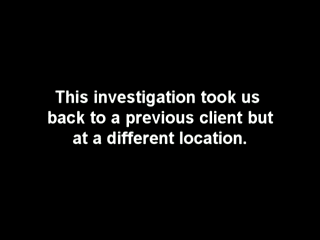 This investigation took us
back to a previous client but
at a different location.